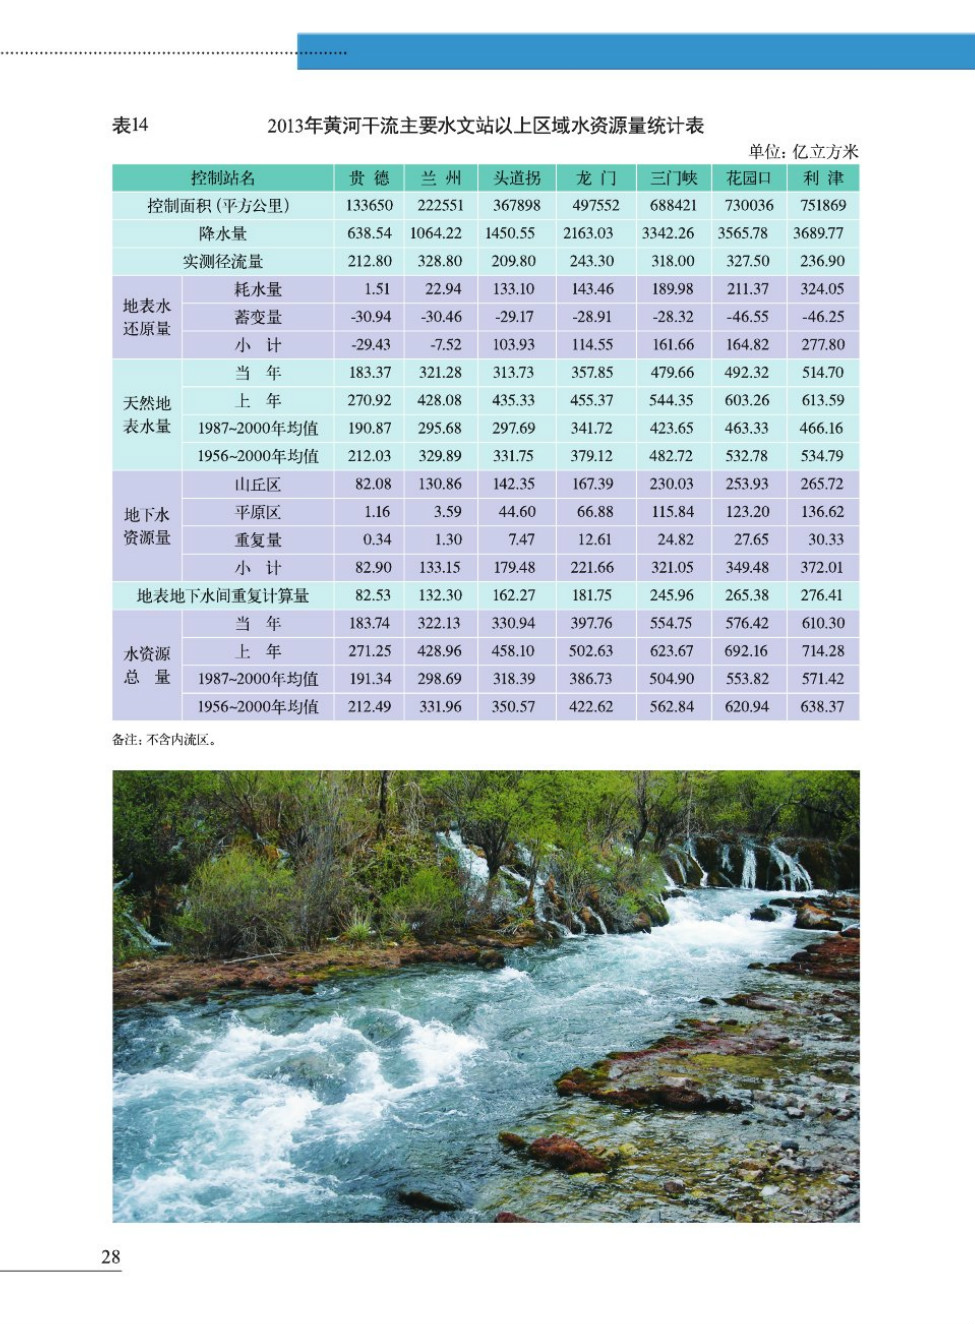 表14 2013年黄河干流主要水文站以上区域水资源量统计表
单位：亿立方米
控制站名 贵 德 兰 州 头道拐 龙 门 三门峡 花园口 利 津
控制面积（平方公里） 133650 222551 367898 497552 688421 730036 751869
降水量 638.54 1064.22 1450.55 2163.03 3342.26 3565.78 3689.77
实测径流量 212.80 328.80 209.80 243.30 318.00 327.50 236.90
地表水还原量 耗水量 1.51 22.94 133.10 143.46 189.98 211.37 324.05
蓄变量 -30.94 -30.46 -29.17 -28.91 -28.32 -46.55 -46.25
小 计 -29.43 -7.52 103.93 114.55 161.66 164.82 277.80
天然地表水量 当 年 183.37 321.28 313.73 357.85 479.66 492.32 514.70
上 年 270.92 428.08 435.33 455.37 544.35 603.26 613.59
1987~2000年均值 190.87 295.68 297.69 341.72 423.65 463.33 466.16
1956~2000年均值 212.03 329.89 331.75 379.12 482.72 532.78 534.79
地下水资源量 山丘区 82.08 130.86 142.35 167.39 230.03 253.93 265.72
平原区 1.16 3.59 44.60 66.88 115.84 123.20 136.62
重复量 0.34 1.30 7.47 12.61 24.82 27.65 30.33
小 计 82.90 133.15 179.48 221.66 321.05 349.48 372.01
地表地下水间重复计算量 82.53 132.30 162.27 181.75 245.96 265.38 276.41
水资源总 量 当 年 183.74 322.13 330.94 397.76 554.75 576.42 610.30
上 年 271.25 428.96 458.10 502.63 623.67 692.16 714.28
1987~2000年均值 191.34 298.69 318.39 386.73 504.90 553.82 571.42
1956~2000年均值 212.49 331.96 350.57 422.62 562.84 620.94 638.37
备注：不含内流区。
28